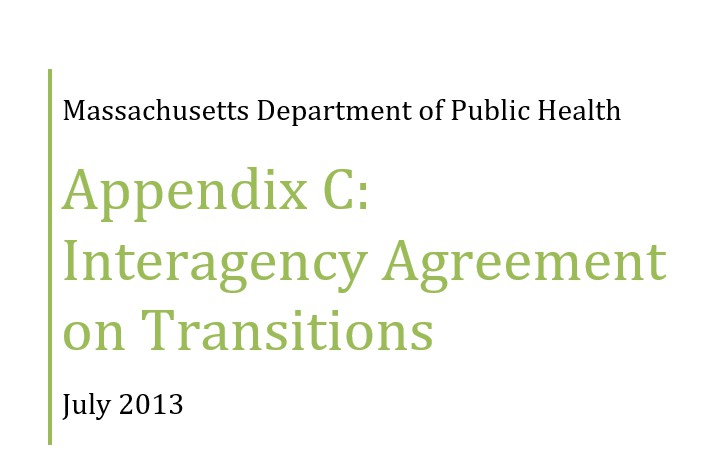 Massachusetts Department of Public Health
Appendix C:
Interagency Agreement
on Transitions
July 2013